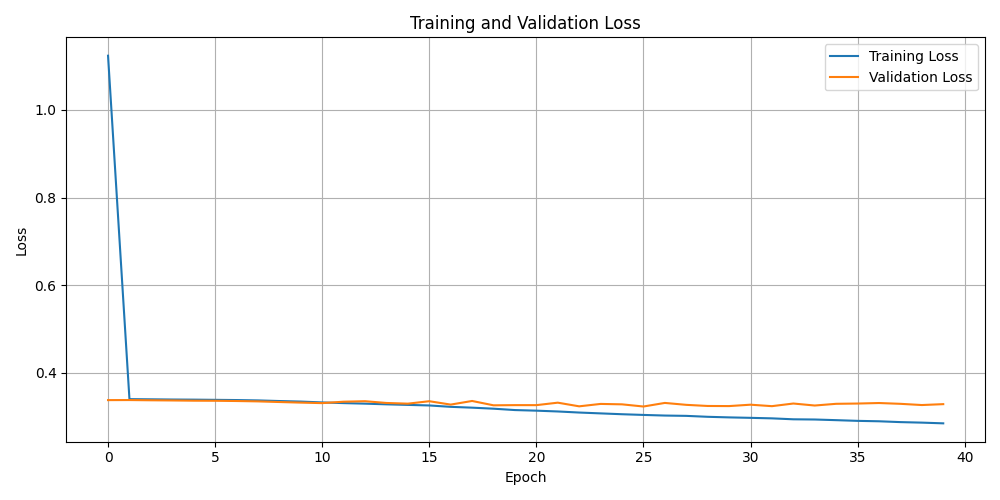 Training and Validation Loss
Training Loss
Validation Loss
Loss
1.0
0.8
0.6
0.4
0 5 10 15 20 25 30 35 40
Epoch